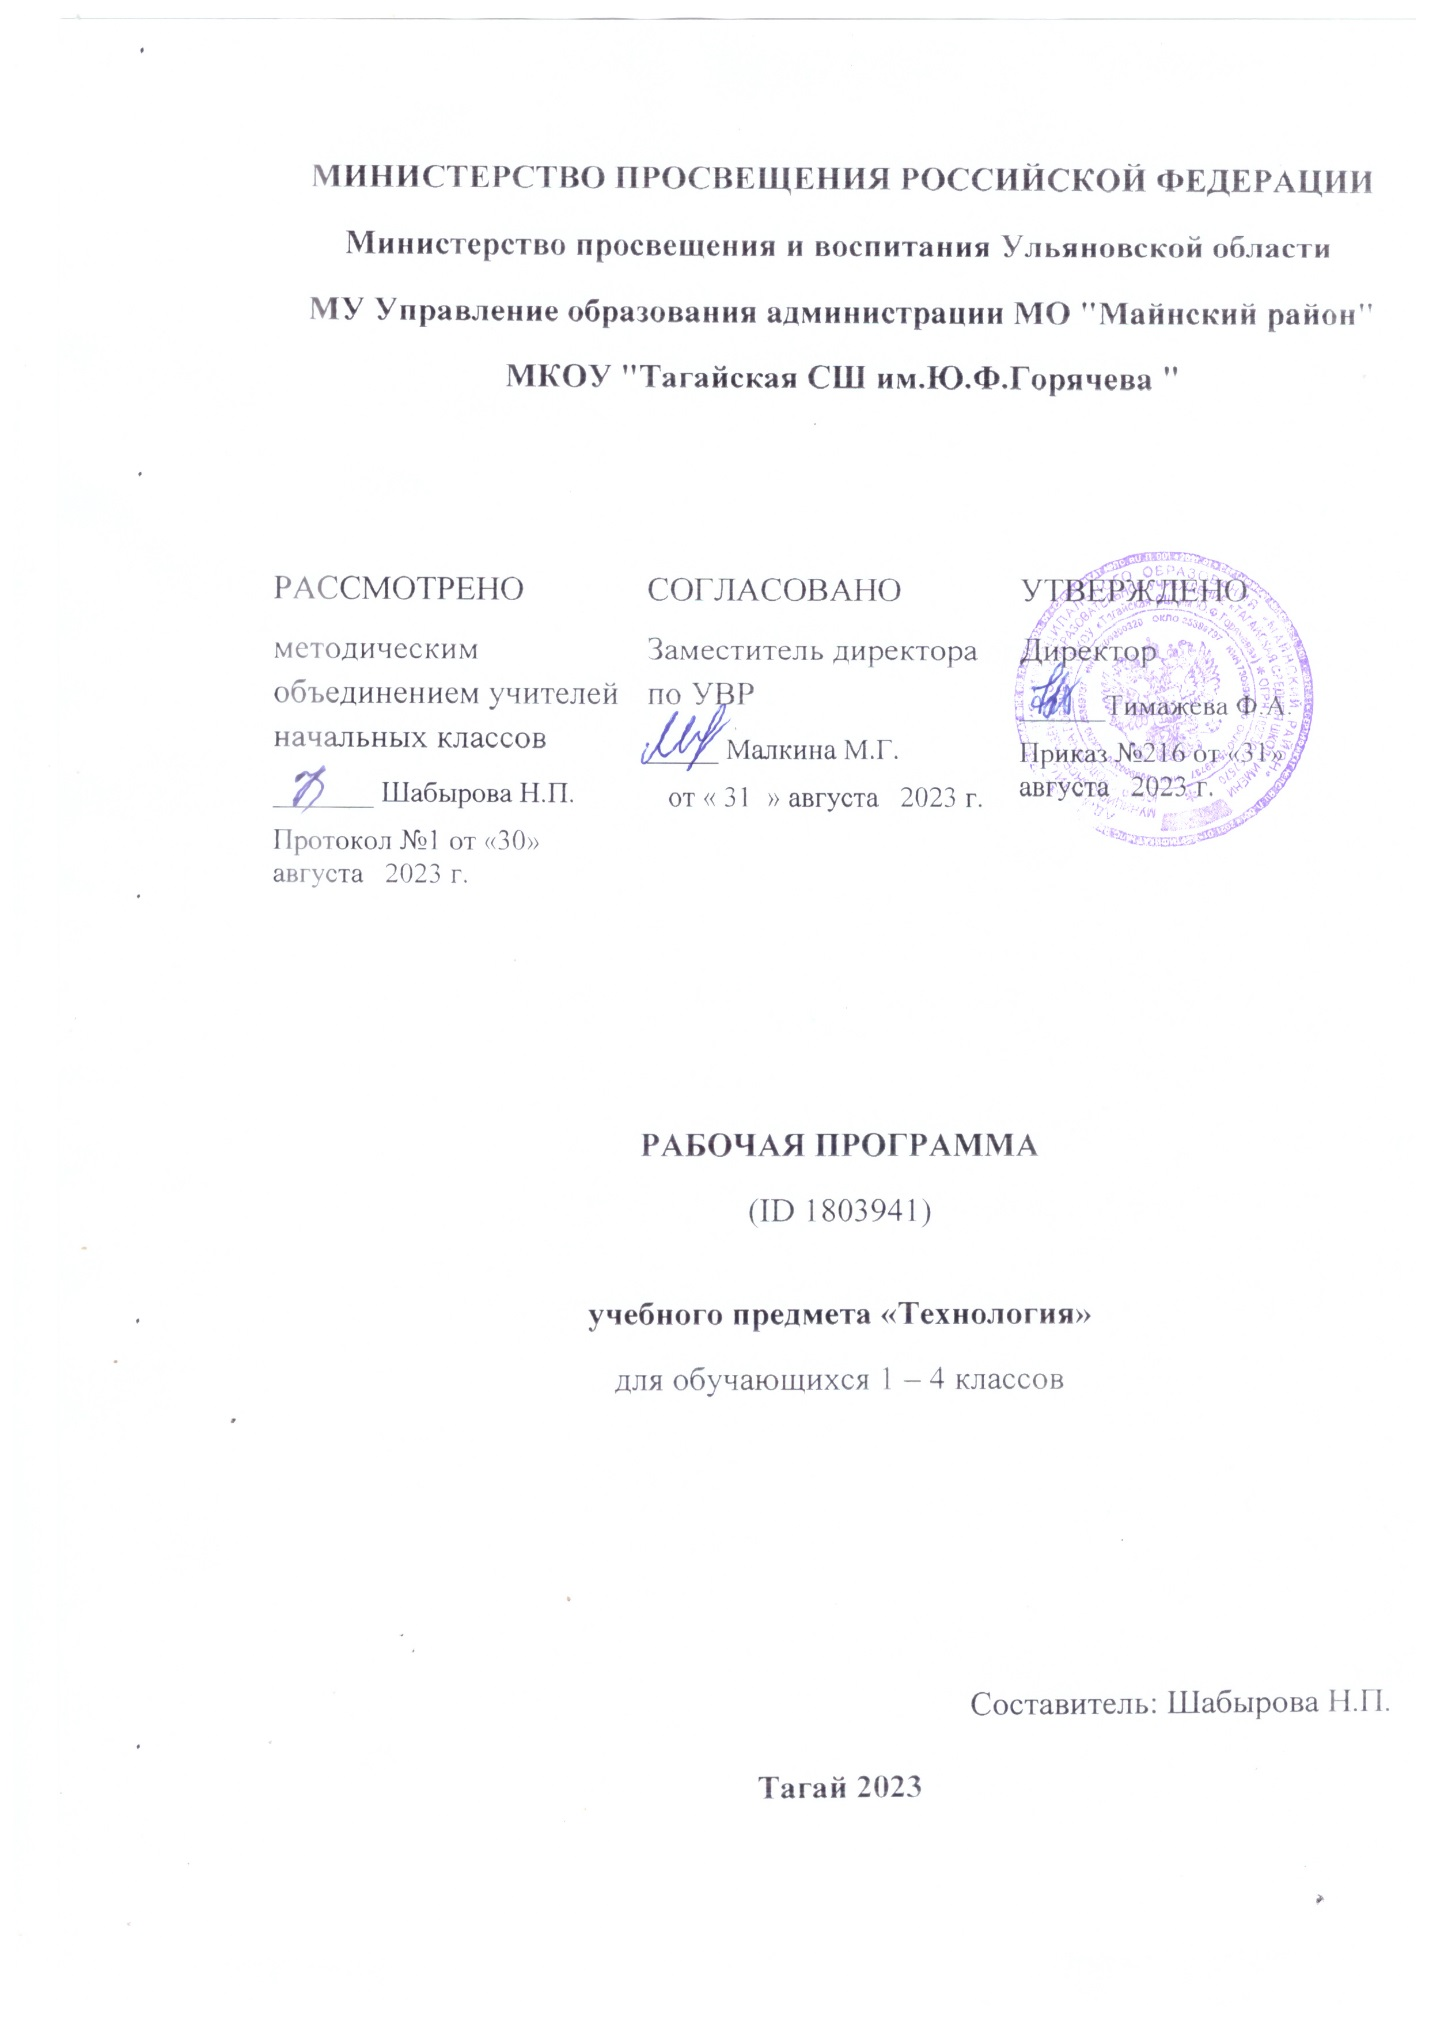 МИНИСТЕРСТВО ПРОСВЕЩЕНИЯ РОССИЙСКОЙ ФЕДЕРАЦИИ
Министерство просвещения и воспитания Ульяновской области
МУ Управление образования администрации МО "Майнский район"
МКОУ "Тагайская СШ им.Ю.Ф.Горячева "
РАССМОТРЕНО
методическим
объединением учителей
начальных классов
________ Шабырова Н.П.
Протокол №1 от «30»
августа 2023 г.
СОГЛАСОВАНО
Заместитель директора
по УВР
______ Малкина М.Г.
от « 31 » августа 2023 г.
УТВЕРЖДЕНО
Директор
______Тимажева Ф.А.
Приказ №216 от «31»
августа 2023 г.
РАБОЧАЯ ПРОГРАММА
(ID 1803941)
учебного предмета «Технология»
для обучающихся 1 – 4 классов
Составитель: Шабырова Н.П.
Тагай 2023